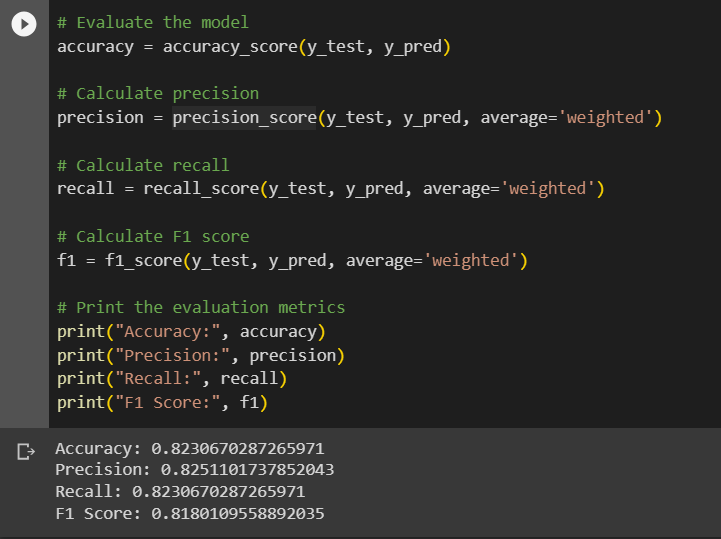 # Evaluate the model
accuracy = accuracy_score(y_test, y_pred)
# Calculate precision
precision = precision_score(y_test, y_pred, average='weighted')
# Calculate recall
recall = recall_score(y_test, y_pred, average='weighted')
# Calculate F1 score
f1 = f1_score(y_test, y_pred, average='weighted')
# Print the evaluation metrics
print("Accuracy:", accuracy)
print("Precision:", precision)
print("Recall:", recall)
print("F1 Score:", f1)
Accuracy: 0.8230670287265971
Precision: 0.8251101737852043
Recall: 0.8230670287265971
F1 Score: 0.8180109558892035